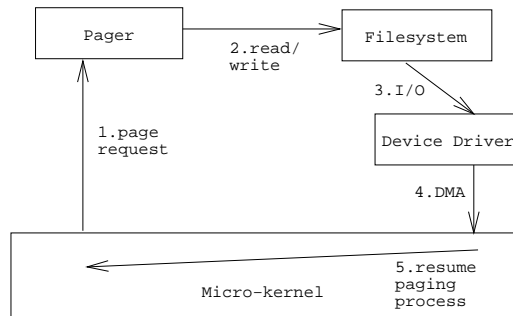 Pager
Filesystem
2.read/
write
3.I/O
1.page
request
Device Driver
4.DMA
5.resume
paging
process
Micro-kernel